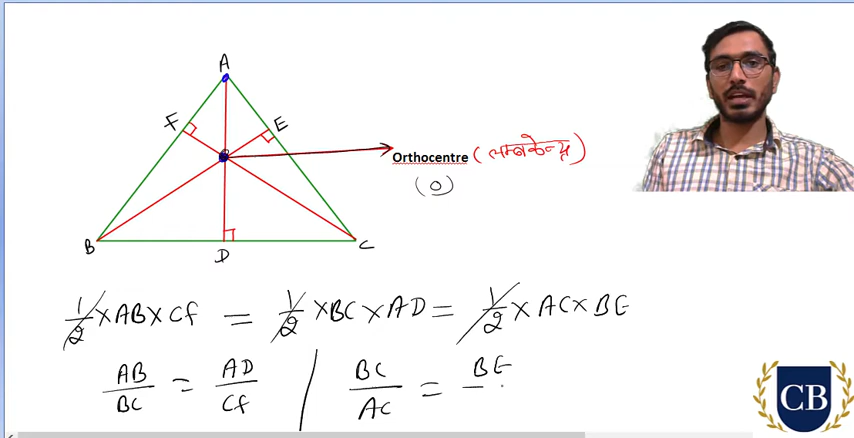 A
F
E
Orthocentre (लम्बकेन्द्र)
(O)
B
D
C
1/2 × AB × CF = 1/2 × BC × AD = 1/2 × AC × BE
AB/BC = AD/CF / BC/AC = BE/
CB